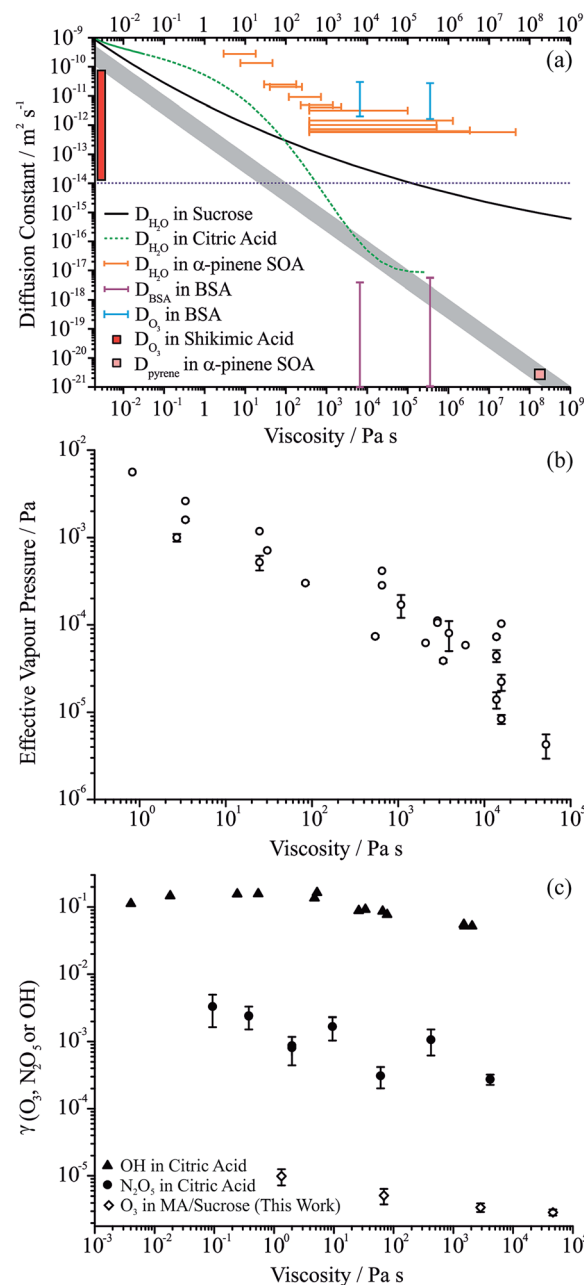 10⁻² 10⁻¹ 1 10¹ 10² 10³ 10⁴ 10⁵ 10⁶ 10⁷ 10⁸ 10⁹
(a)
10⁻⁹
10⁻¹⁰
10⁻¹¹
10⁻¹²
10⁻¹³
10⁻¹⁴
10⁻¹⁵
10⁻¹⁶
10⁻¹⁷
10⁻¹⁸
10⁻¹⁹
10⁻²⁰
10⁻²¹
Diffusion Constant / m² s⁻¹
D_H₂O in Sucrose
D_H₂O in Citric Acid
D_H₂O in α-pinene SOA
D_BSA in BSA
D_O₃ in BSA
D_O₃ in Shikimic Acid
D_pyrene in α-pinene SOA
10⁻² 10⁻¹ 1 10¹ 10² 10³ 10⁴ 10⁵ 10⁶ 10⁷ 10⁸ 10⁹
Viscosity / Pa s
(b)
10⁻²
10⁻³
10⁻⁴
10⁻⁵
10⁻⁶
Effective Vapour Pressure / Pa
10⁰ 10¹ 10² 10³ 10⁴ 10⁵
Viscosity / Pa s
(c)
10⁻¹
10⁻²
10⁻³
10⁻⁴
10⁻⁵
γ (O₃, N₂O₅ or OH)
OH in Citric Acid
N₂O₅ in Citric Acid
O₃ in MA/Sucrose (This Work)
10⁻³ 10⁻² 10⁻¹ 10⁰ 10¹ 10² 10³ 10⁴ 10⁵
Viscosity / Pa s